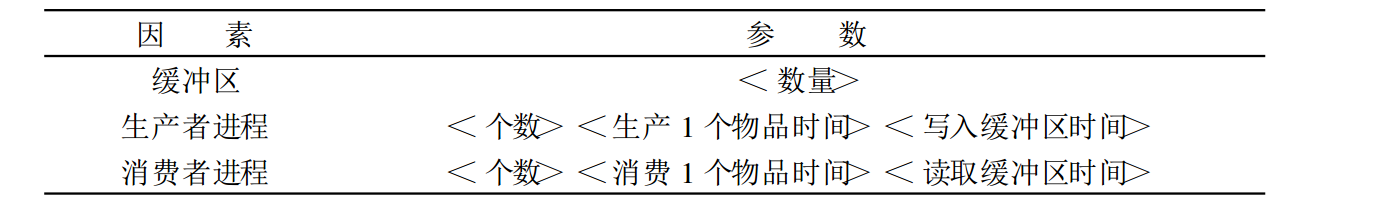 因 素 参 数
缓冲区 <数量>
生产者进程 <个数> <生产 1 个物品时间> <写入缓冲区时间>
消费者进程 <个数> <消费 1 个物品时间> <读取缓冲区时间>